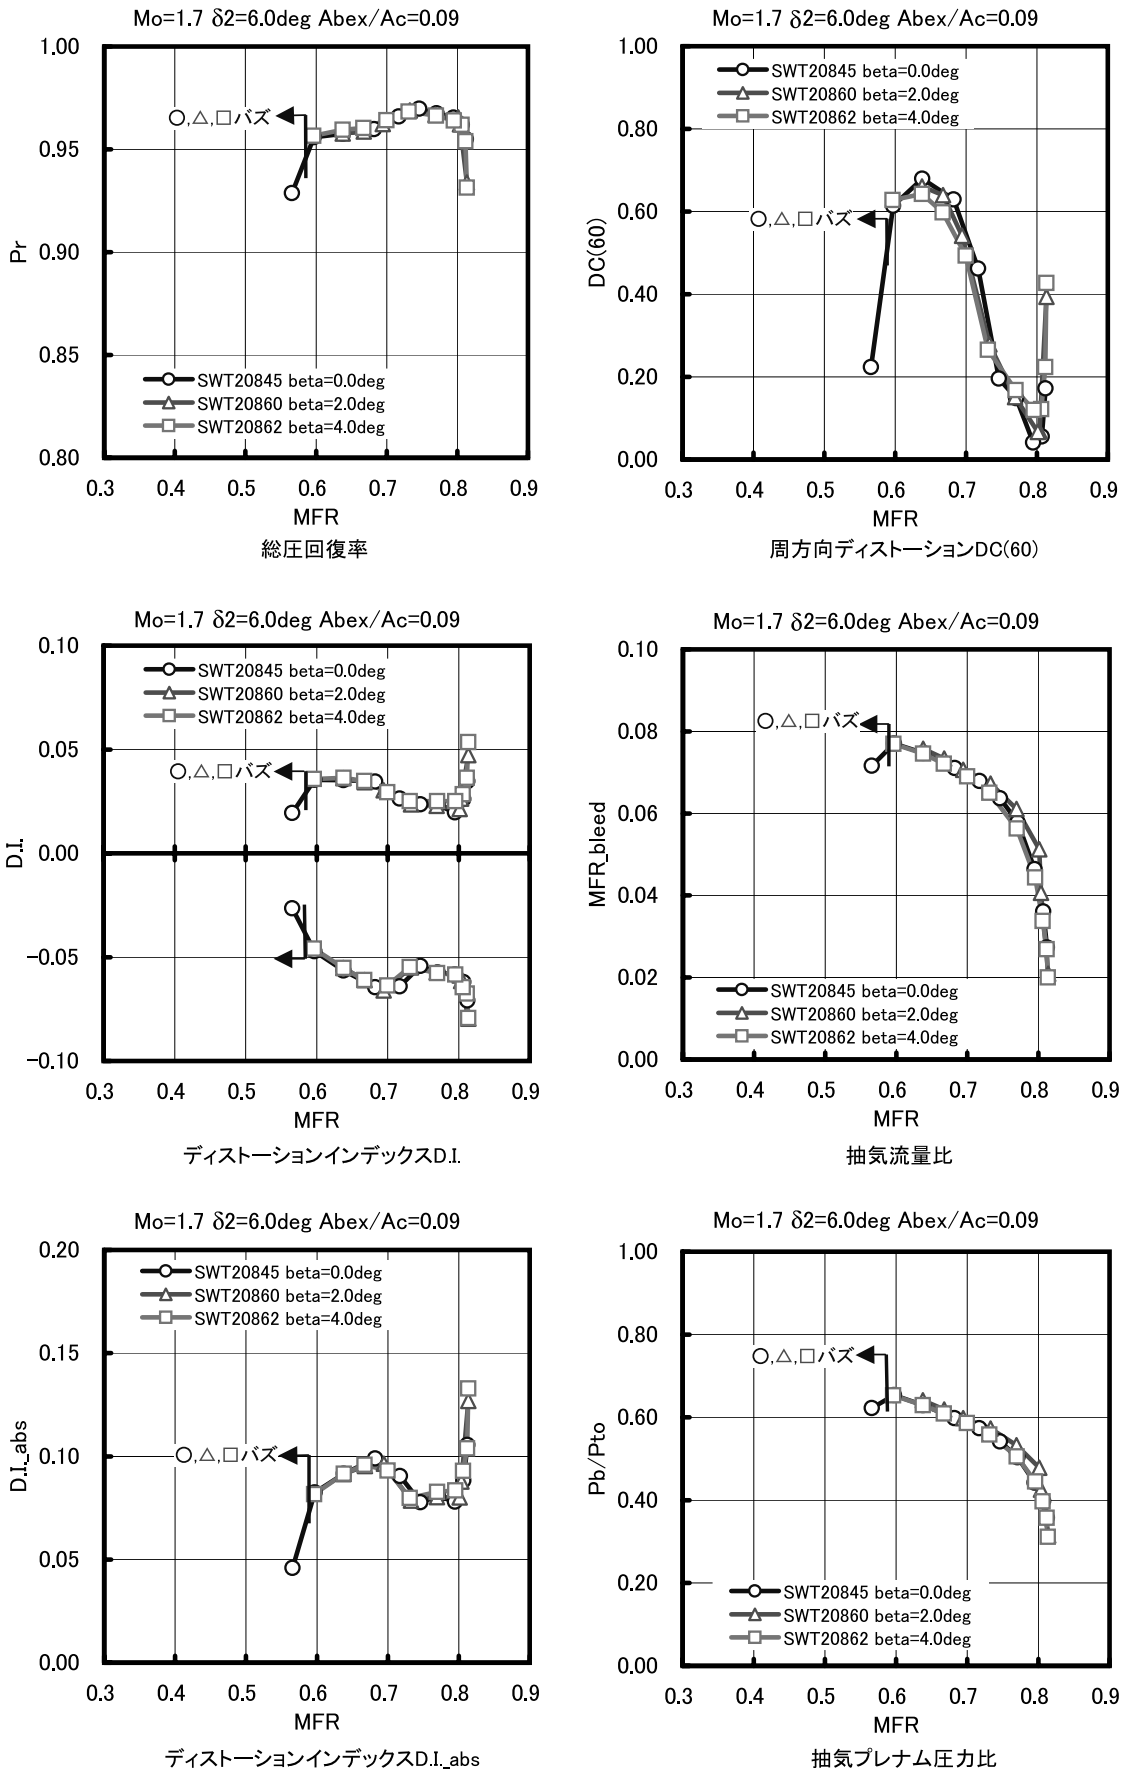 Mo=1.7 δ2=6.0deg Abex/Ac=0.09
1.00
0.95
0.90
0.85
0.80
Pr
○,△,□バズ
SWT20845 beta=0.0deg
SWT20860 beta=2.0deg
SWT20862 beta=4.0deg
0.3 0.4 0.5 0.6 0.7 0.8 0.9
MFR
総圧回復率
Mo=1.7 δ2=6.0deg Abex/Ac=0.09
1.00
0.80
0.60
0.40
0.20
0.00
DC(60)
SWT20845 beta=0.0deg
SWT20860 beta=2.0deg
SWT20862 beta=4.0deg
○,△,□バズ
0.3 0.4 0.5 0.6 0.7 0.8 0.9
MFR
周方向ディストーションDC(60)
Mo=1.7 δ2=6.0deg Abex/Ac=0.09
0.10
0.05
0.00
-0.05
-0.10
D.I.
SWT20845 beta=0.0deg
SWT20860 beta=2.0deg
SWT20862 beta=4.0deg
○,△,□バズ
0.3 0.4 0.5 0.6 0.7 0.8 0.9
MFR
ディストーションインデックスD.I.
Mo=1.7 δ2=6.0deg Abex/Ac=0.09
0.10
0.08
0.06
0.04
0.02
0.00
MFR_bleed
○,△,□バズ
SWT20845 beta=0.0deg
SWT20860 beta=2.0deg
SWT20862 beta=4.0deg
0.3 0.4 0.5 0.6 0.7 0.8 0.9
MFR
抽気流量比
Mo=1.7 δ2=6.0deg Abex/Ac=0.09
0.20
0.15
0.10
0.05
0.00
D.I._abs
SWT20845 beta=0.0deg
SWT20860 beta=2.0deg
SWT20862 beta=4.0deg
○,△,□バズ
0.3 0.4 0.5 0.6 0.7 0.8 0.9
MFR
ディストーションインデックスD.I._abs
Mo=1.7 δ2=6.0deg Abex/Ac=0.09
1.00
0.80
0.60
0.40
0.20
0.00
Pb/Pto
○,△,□バズ
SWT20845 beta=0.0deg
SWT20860 beta=2.0deg
SWT20862 beta=4.0deg
0.3 0.4 0.5 0.6 0.7 0.8 0.9
MFR
抽気プレナム圧力比